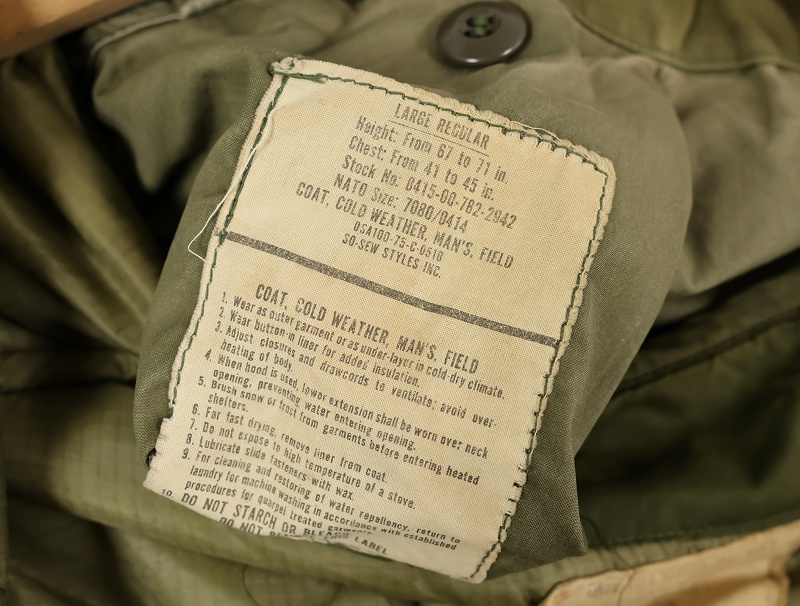 LARGE REGULAR
Height: From 67 to 71 in.
Chest: From 41 to 45 in.
Stock No. 8415-00-782-2942
NATO Size: 7080/0414
COAT, COLD WEATHER, MAN'S, FIELD
DSA100-75-C-0510
SO-SEW STYLES INC.
COAT, COLD WEATHER, MAN'S, FIELD
1. Wear as outer garment or as under-layer in cold dry climate.
2. Wear button-in liner for added insulation.
3. Adjust closures and drawcords to ventilate; avoid over-
heating of body.
4. When hood is used, lower extension shall be worn over neck
opening, preventing water entering opening.
5. Brush snow or frost from garments before entering heated
shelters.
6. For fast drying, remove liner from coat.
7. Do not expose to high temperature of a stove.
8. Lubricate slide fasteners with wax.
9. For cleaning and restoring of water repellency, return to
laundry for machine washing in accordance with established
procedures for quarpel treated garments.
10. DO NOT STARCH OR BLEACH
DO NOT LABEL